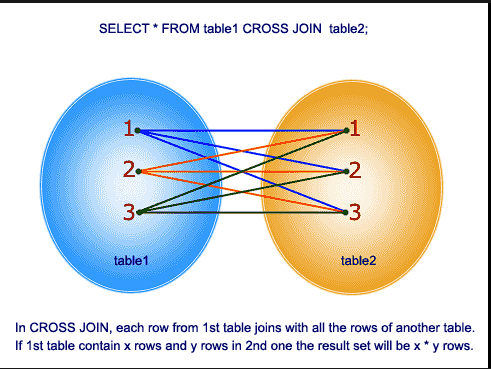 SELECT * FROM table1 CROSS JOIN table2;
1 1
2 2
3 3
table1 table2
In CROSS JOIN, each row from 1st table joins with all the rows of another table.
If 1st table contain x rows and y rows in 2nd one the result set will be x * y rows.